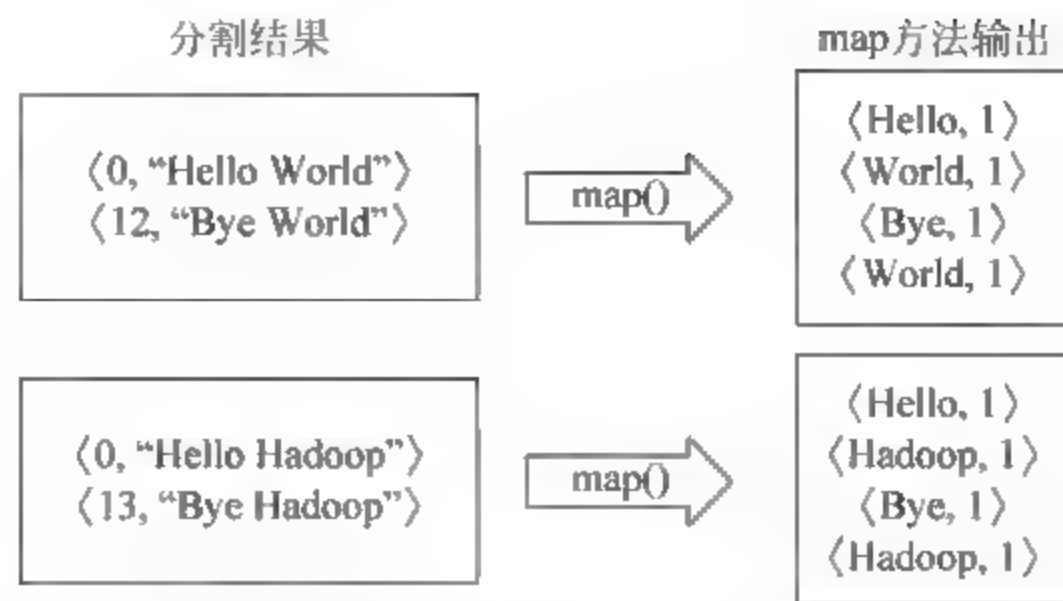 分割结果
map方法输出
〈0, “Hello World”〉
〈12, “Bye World”〉
map()
〈Hello, 1〉
〈World, 1〉
〈Bye, 1〉
〈World, 1〉
〈0, “Hello Hadoop”〉
〈13, “Bye Hadoop”〉
map()
〈Hello, 1〉
〈Hadoop, 1〉
〈Bye, 1〉
〈Hadoop, 1〉